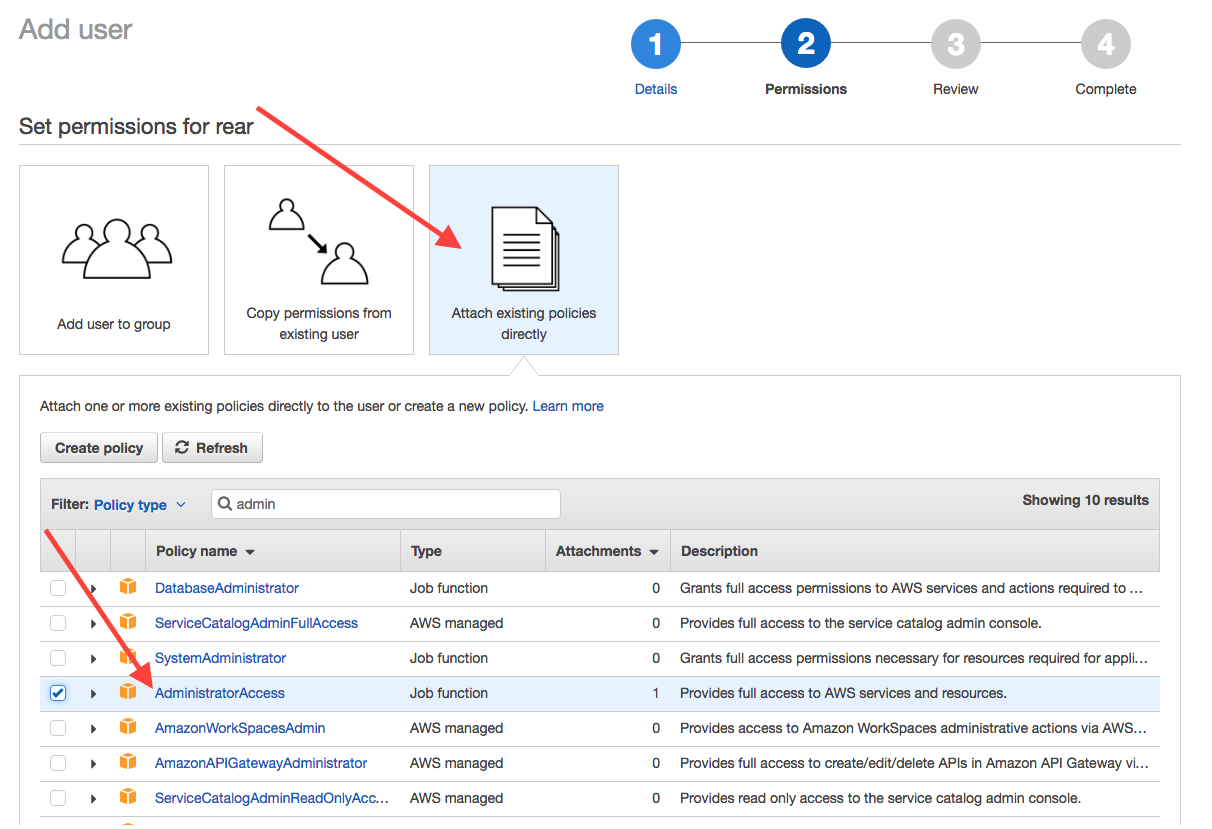 Add user
1
2
3
4
Details
Permissions
Review
Complete
Set permissions for rear
Add user to group
Copy permissions from
existing user
Attach existing policies
directly
Attach one or more existing policies directly to the user or create a new policy. Learn more
Create policy
Refresh
Filter: Policy type
admin
Showing 10 results
Policy name Type Attachments Description
DatabaseAdministrator Job function 0 Grants full access permissions to AWS services and actions required to …
ServiceCatalogAdminFullAccess AWS managed 0 Provides full access to the service catalog admin console.
SystemAdministrator Job function 0 Grants full access permissions necessary for resources required for appli…
AdministratorAccess Job function 1 Provides full access to AWS services and resources.
AmazonWorkSpacesAdmin AWS managed 0 Provides access to Amazon WorkSpaces administrative actions via AWS…
AmazonAPIGatewayAdministrator AWS managed 0 Provides full access to create/edit/delete APIs in Amazon API Gateway vi…
ServiceCatalogAdminReadOnlyAcc… AWS managed 0 Provides read only access to the service catalog admin console.